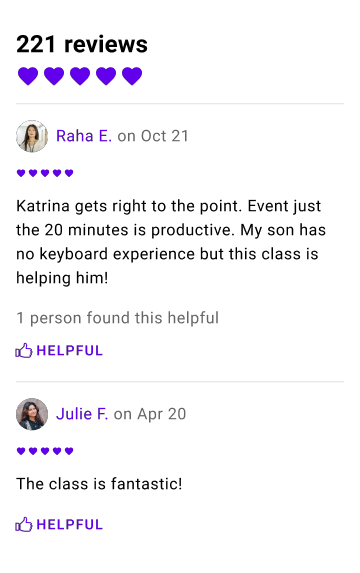 221 reviews
Raha E. on Oct 21
Katrina gets right to the point. Event just
the 20 minutes is productive. My son has
no keyboard experience but this class is
helping him!
1 person found this helpful
HELPFUL
Julie F. on Apr 20
The class is fantastic!
HELPFUL